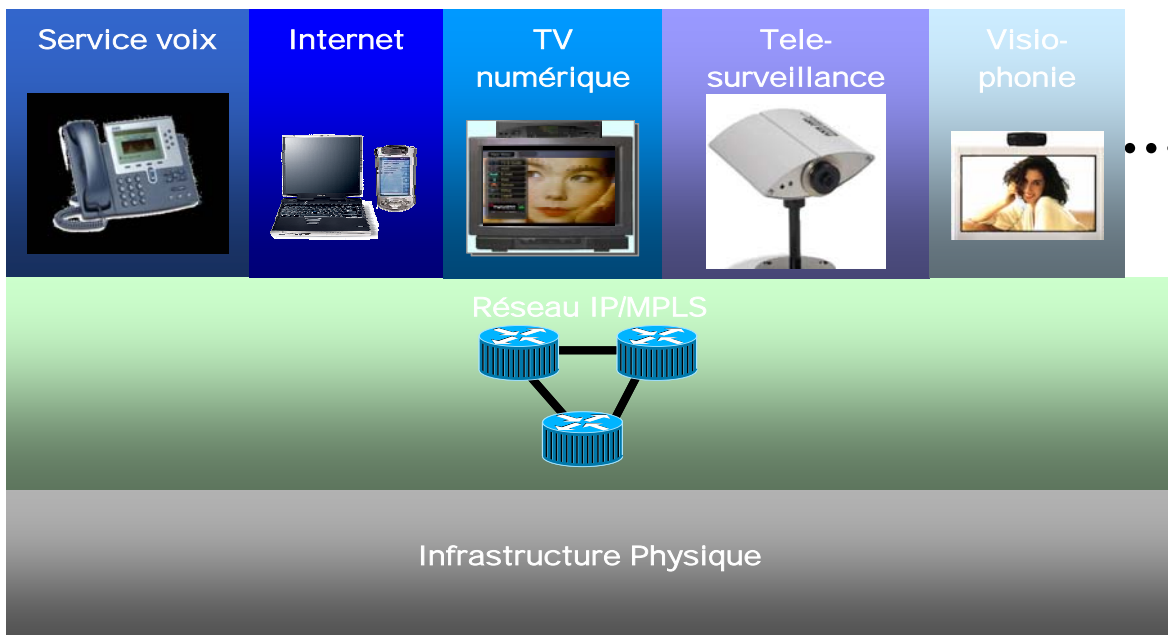 Service voix
Internet
TV
numérique
Tele-
surveillance
Visio-
phonie
...
Réseau IP/MPLS
Infrastructure Physique